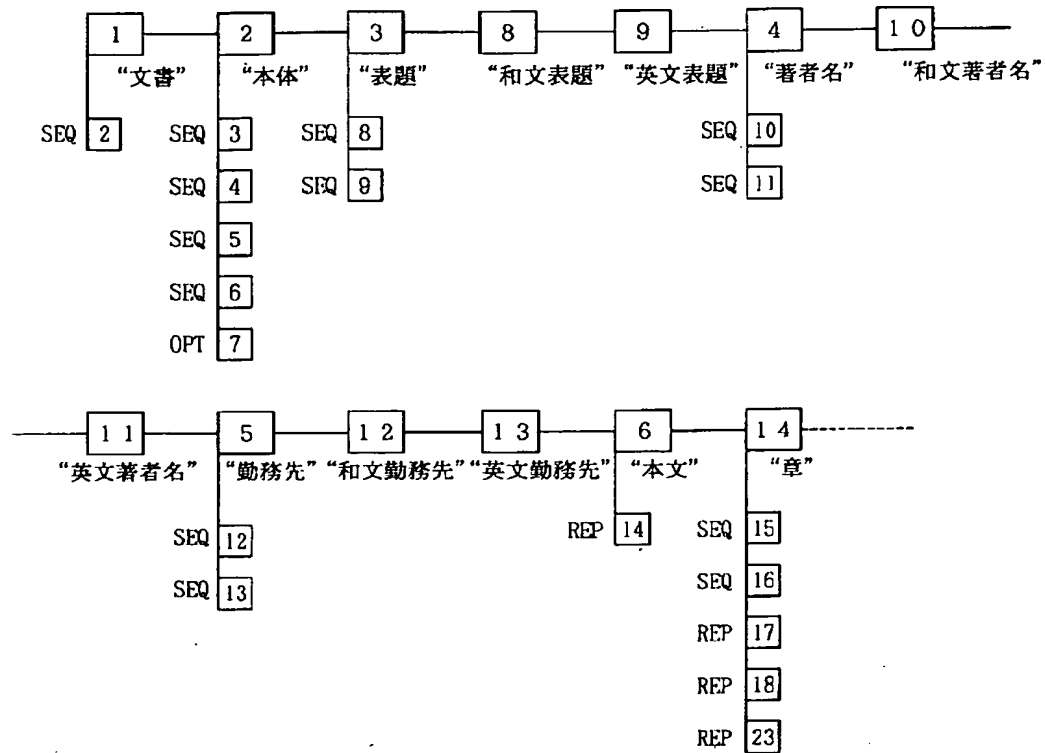 1 2 3 8 9 4 10
“文書” “本体” “表題” “和文表題” “英文表題” “著者名” “和文著者名”
SEQ 2 SEQ 3 SEQ 8 SEQ 10
SEQ 4 SEQ 9 SEQ 11
SEQ 5
SEQ 6
OPT 7
11 5 12 13 6 14
“英文著者名” “勤務先” “和文勤務先” “英文勤務先” “本文” “章”
SEQ 12 REP 14 SEQ 15
SEQ 13 SEQ 16
REP 17
REP 18
REP 23